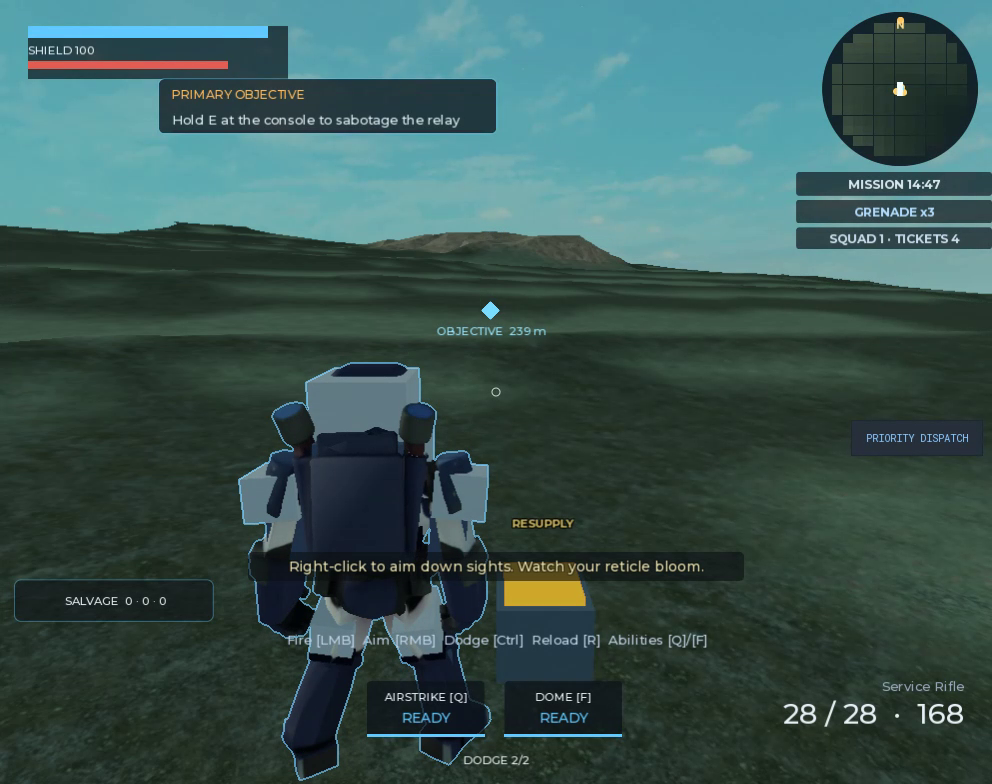 N
SHIELD 100
PRIMARY OBJECTIVE
Hold E at the console to sabotage the relay
MISSION 14:47
GRENADE x3
SQUAD 1 · TICKETS 4
OBJECTIVE 239 m
PRIORITY DISPATCH
RESUPPLY
Right-click to aim down sights. Watch your reticle bloom.
SALVAGE 0 · 0 · 0
Fire [LMB] Aim [RMB] Dodge [Ctrl] Reload [R] Abilities [Q]/[F]
AIRSTRIKE [Q]
READY
DOME [F]
READY
Service Rifle
28 / 28 · 168
DODGE 2/2